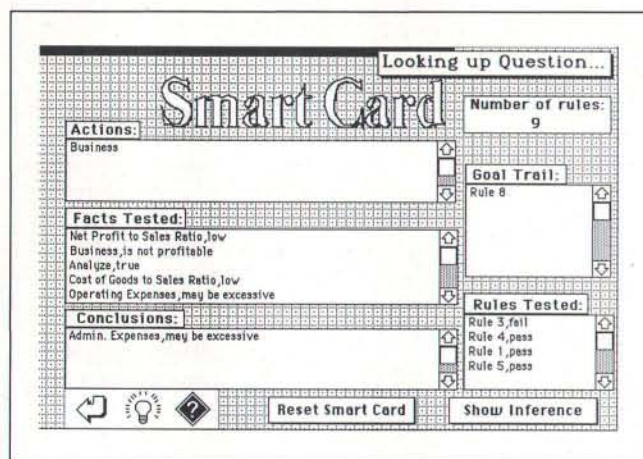 Looking up Question...
Smart Card
Number of rules:
9
Actions:
Business
Goal Trail:
Rule 8
Facts Tested:
Net Profit to Sales Ratio,low
Business,is not profitable
Analyze,true
Cost of Goods to Sales Ratio,low
Operating Expenses,may be excessive
Conclusions:
Admin. Expenses,may be excessive
Rules Tested:
Rule 3,fail
Rule 4,pass
Rule 1,pass
Rule 5,pass
?
Reset Smart Card
Show Inference